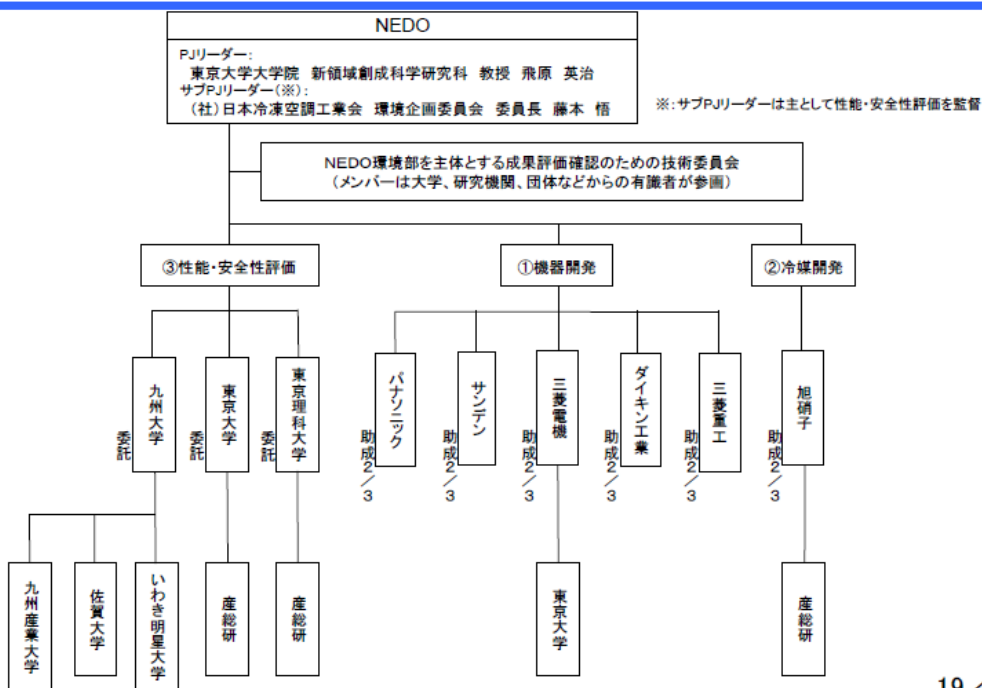 NEDO
PJリーダー:
東京大学大学院 新領域創成科学研究科 教授 飛原 英治
サブPJリーダー(※):
(社)日本冷凍空調工業会 環境企画委員会 委員長 藤本 悟
※:サブPJリーダーは主として性能・安全性評価を監督
NEDO環境部を主体とする成果評価確認のための技術委員会
(メンバーは大学、研究機関、団体などからの有識者が参画)
③性能・安全性評価
①機器開発
②冷媒開発
九州大学
委託
東京大学
委託
東京理科大学
委託
パナソニック
助成2/3
サンデン
助成2/3
三菱電機
助成2/3
ダイキン工業
助成2/3
三菱重工
助成2/3
旭硝子
助成2/3
九州産業大学
佐賀大学
いわき明星大学
産総研
産総研
東京大学
産総研